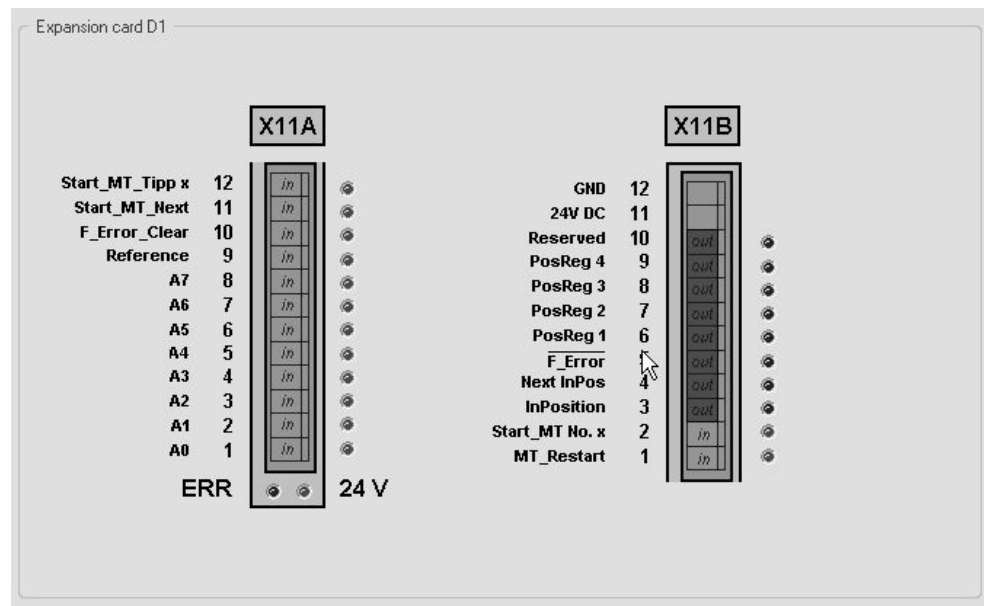 Expansion card D1
X11A
Start_MT_Tipp x 12 in
Start_MT_Next 11 in
F_Error_Clear 10 in
Reference 9 in
A7 8 in
A6 7 in
A5 6 in
A4 5 in
A3 4 in
A2 3 in
A1 2 in
A0 1 in
ERR 24 V
X11B
GND 12
24V DC 11
Reserved 10 out
PosReg 4 9 out
PosReg 3 8 out
PosReg 2 7 out
PosReg 1 6 out
F_Error out
Next InPos 4 out
InPosition 3 out
Start_MT No. x 2 in
MT_Restart 1 in